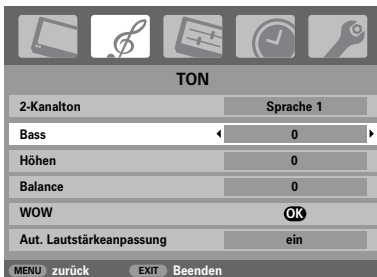 TON
2-Kanalton Sprache 1
Bass 0
Höhen 0
Balance 0
WOW OK
Aut. Lautstärkeanpassung ein
MENU zurück EXIT Beenden